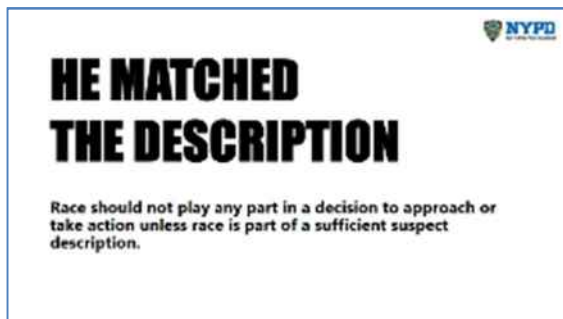 NYPD
HE MATCHED
THE DESCRIPTION
Race should not play any part in a decision to approach or
take action unless race is part of a sufficient suspect
description.